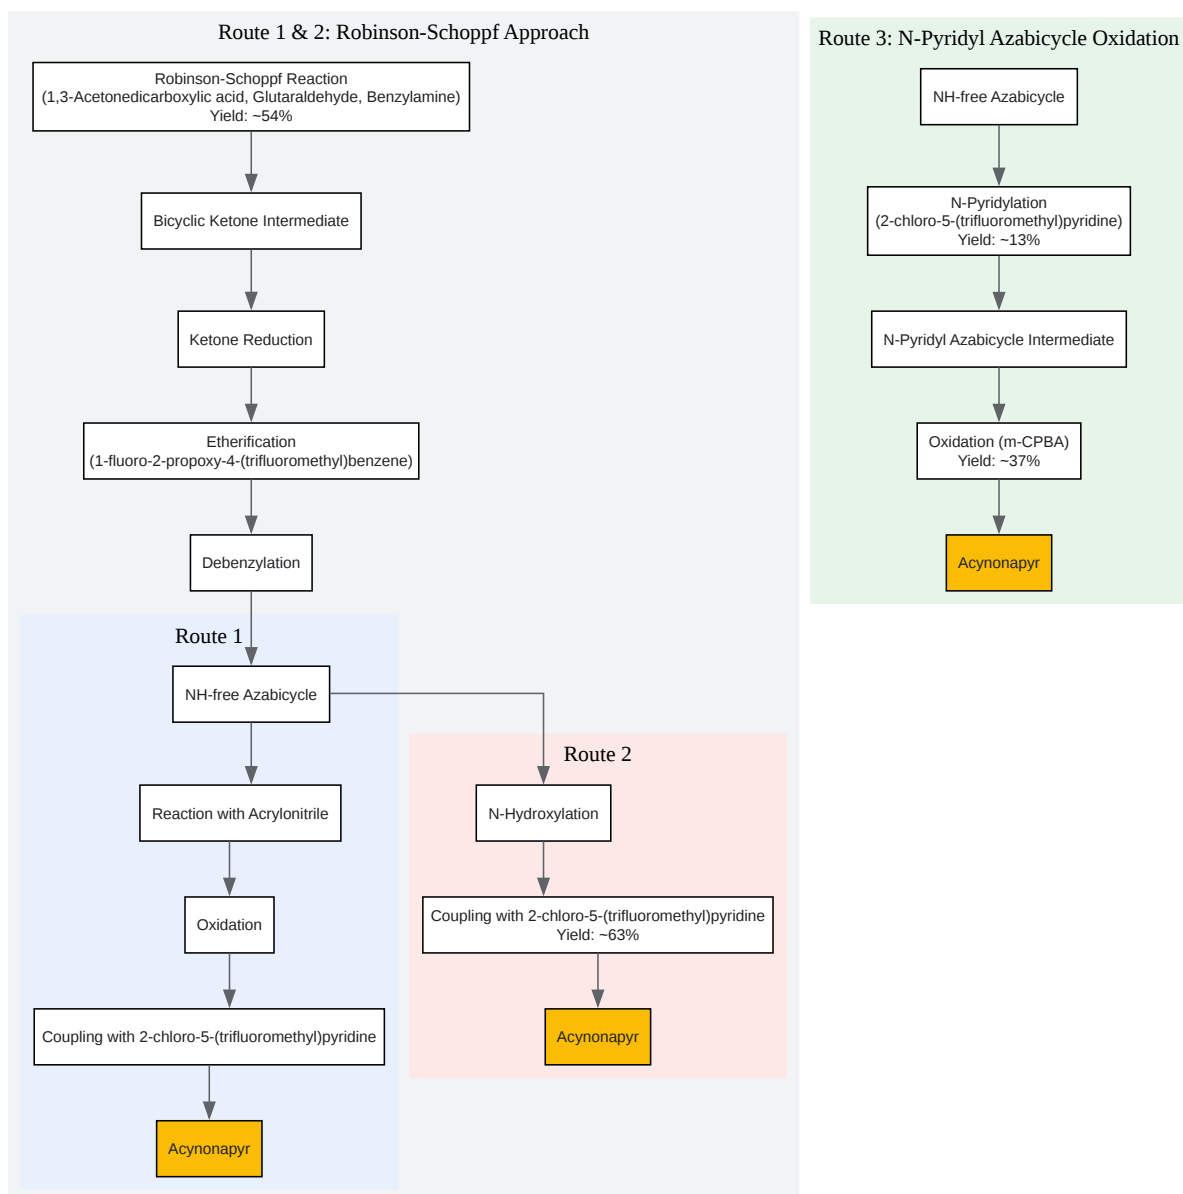 Route 1 & 2: Robinson-Schoppf Approach
Robinson-Schoppf Reaction
(1,3-Acetonedicarboxylic acid, Glutaraldehyde, Benzylamine)
Yield: ~54%
Bicyclic Ketone Intermediate
Ketone Reduction
Etherification
(1-fluoro-2-propoxy-4-(trifluoromethyl)benzene)
Debenzylation
Route 1
NH-free Azabicycle
Reaction with Acrylonitrile
Oxidation
Coupling with 2-chloro-5-(trifluoromethyl)pyridine
Acynonapyr
Route 2
N-Hydroxylation
Coupling with 2-chloro-5-(trifluoromethyl)pyridine
Yield: ~63%
Acynonapyr
Route 3: N-Pyridyl Azabicycle Oxidation
NH-free Azabicycle
N-Pyridylation
(2-chloro-5-(trifluoromethyl)pyridine)
Yield: ~13%
N-Pyridyl Azabicycle Intermediate
Oxidation (m-CPBA)
Yield: ~37%
Acynonapyr